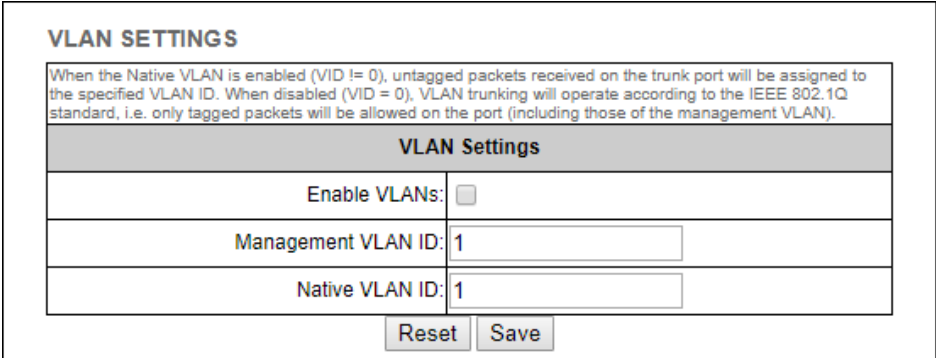 VLAN SETTINGS
When the Native VLAN is enabled (VID != 0), untagged packets received on the trunk port will be assigned to
the specified VLAN ID. When disabled (VID = 0), VLAN trunking will operate according to the IEEE 802.1Q
standard, i.e. only tagged packets will be allowed on the port (including those of the management VLAN).
VLAN Settings
Enable VLANs:
Management VLAN ID: 1
Native VLAN ID: 1
Reset Save